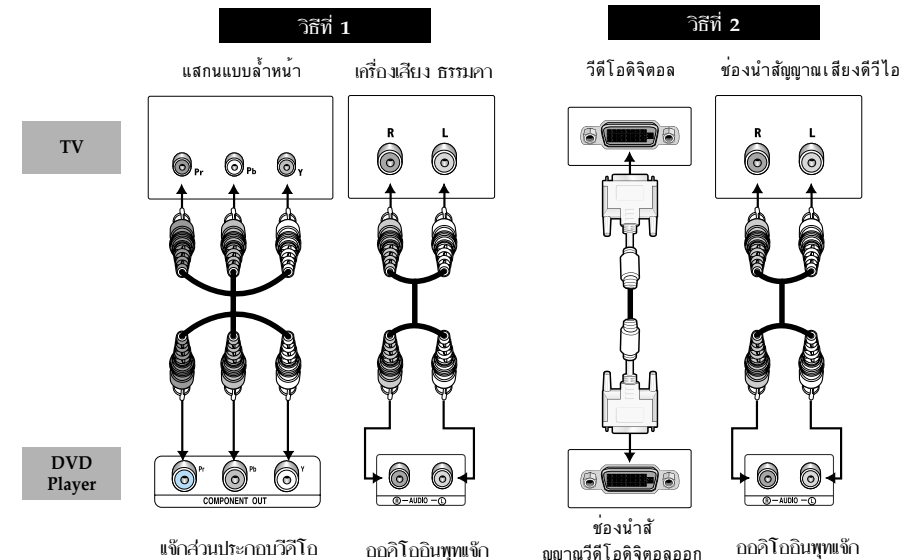 วิธีที่ 1
วิธีที่ 2
แสกนแบบล้ำหน้า
เครื่องเสียง ธรรมดา
วีดีโอดิจิตอล
ช่องนำสัญญาณเสียงดีวีไอ
TV
Pr
Pb
Y
R
L
R
L
DVD
Player
Pr
Pb
Y
COMPONENT OUT
R AUDIO L
R AUDIO L
แจ๊กส่วนประกอบวีดีโอ
ออดิโออินพุทแจ๊ก
ช่องนำสั
ญญาณวีดีโอดิจิตอลออก
ออดิโออินพุทแจ๊ก